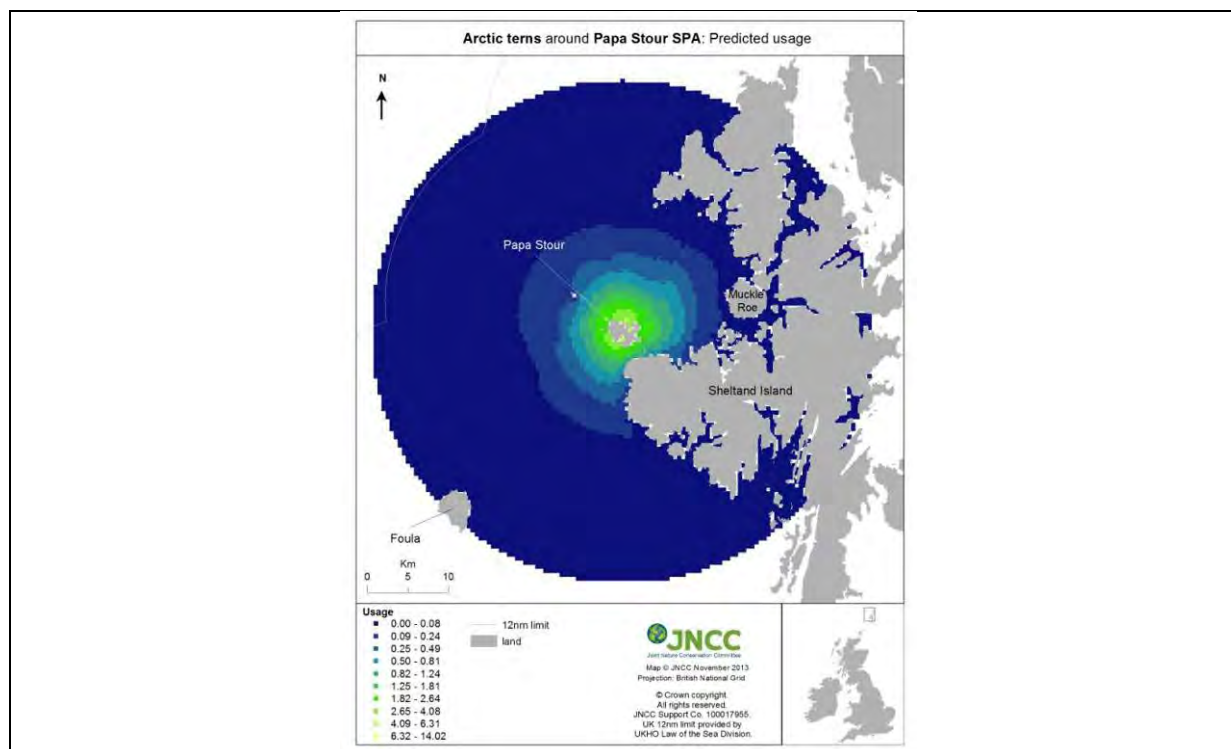 Arctic terns around Papa Stour SPA: Predicted usage
N
Papa Stour
Muckle
Roe
Sheltand Island
Foula
Km
0 5 10
Usage
0.00 - 0.08
0.09 - 0.24
0.25 - 0.49
0.50 - 0.81
0.82 - 1.24
1.25 - 1.81
1.82 - 2.64
2.65 - 4.08
4.09 - 6.31
6.32 - 14.02
12nm limit
land
JNCC
Joint Nature Conservation Committee
Map © JNCC November 2013
Projection: British National Grid
© Crown copyright.
All rights reserved.
JNCC Support Co. 100017955.
UK 12nm limit provided by
UKHO Law of the Sea Division.